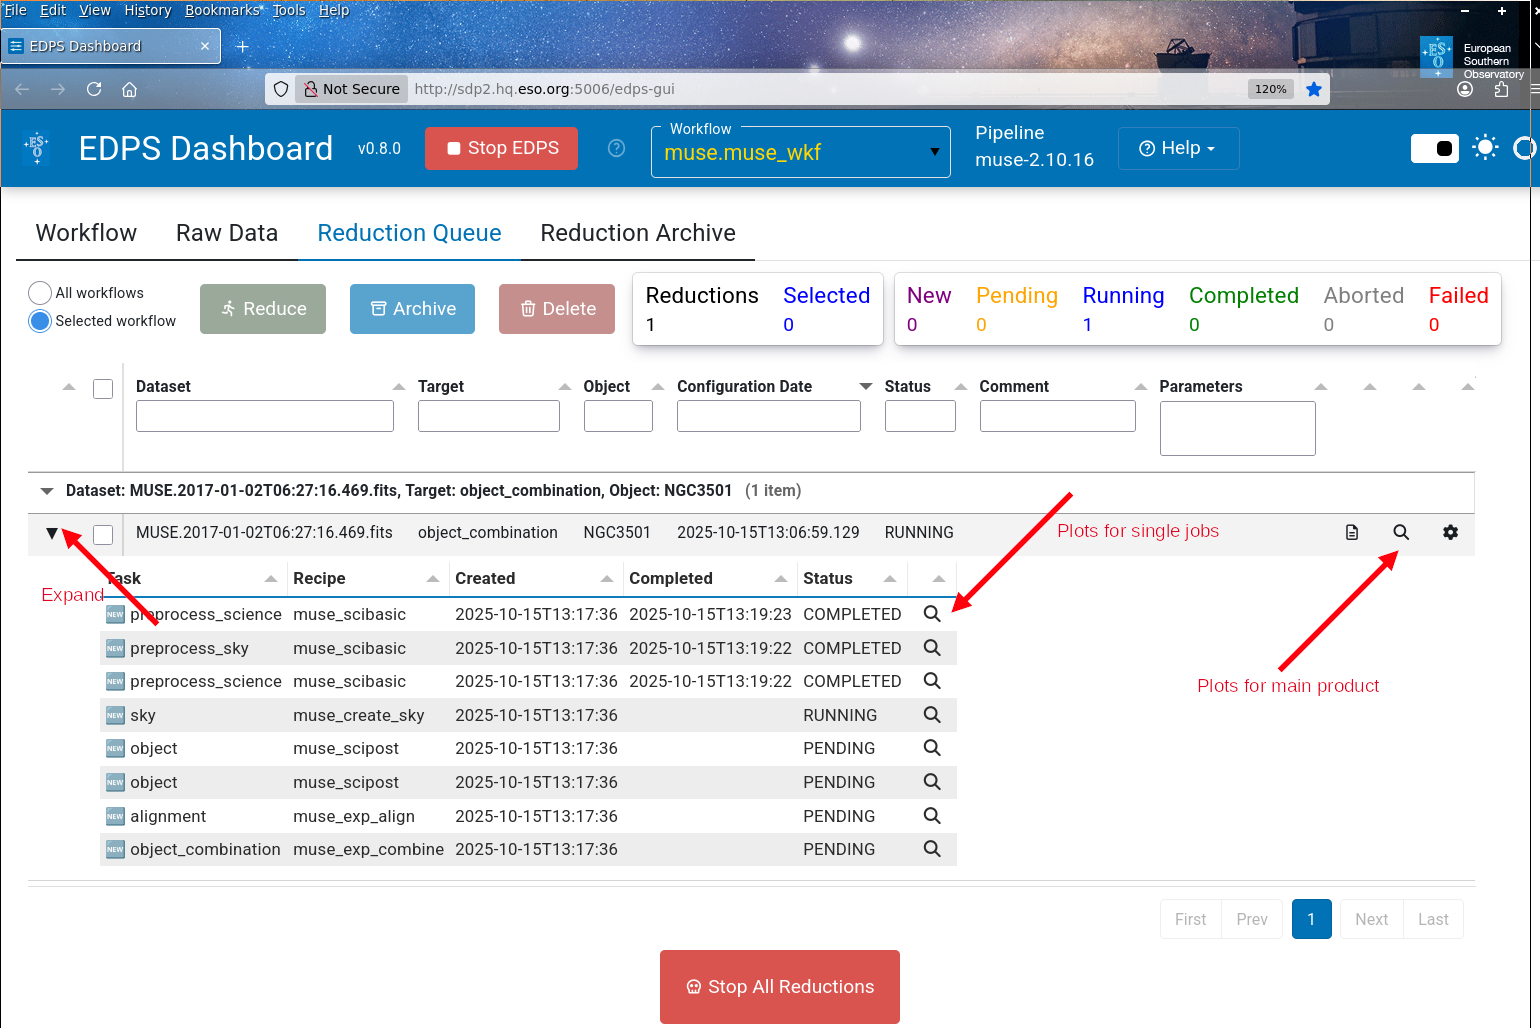 File Edit View History Bookmarks Tools Help
EDPS Dashboard
European
Southern
Observatory
Not Secure http://sdp2.hq.eso.org:5006/edps-gui 120%
EDPS Dashboard v0.8.0 Stop EDPS
Workflow
muse.muse_wkf
Pipeline
muse-2.10.16
Help
Workflow Raw Data Reduction Queue Reduction Archive
All workflows
Selected workflow
Reduce Archive Delete
Reductions Selected New Pending Running Completed Aborted Failed
1 0 0 0 1 0 0 0
Dataset Target Object Configuration Date Status Comment Parameters
Dataset: MUSE.2017-01-02T06:27:16.469.fits, Target: object_combination, Object: NGC3501 (1 item)
MUSE.2017-01-02T06:27:16.469.fits object_combination NGC3501 2025-10-15T13:06:59.129 RUNNING
Plots for single jobs
Expand
Task Recipe Created Completed Status
NEW preprocess_science muse_scibasic 2025-10-15T13:17:36 2025-10-15T13:19:23 COMPLETED
NEW preprocess_sky muse_scibasic 2025-10-15T13:17:36 2025-10-15T13:19:22 COMPLETED
NEW preprocess_science muse_scibasic 2025-10-15T13:17:36 2025-10-15T13:19:22 COMPLETED
Plots for main product
NEW sky muse_create_sky 2025-10-15T13:17:36 RUNNING
NEW object muse_scipost 2025-10-15T13:17:36 PENDING
NEW object muse_scipost 2025-10-15T13:17:36 PENDING
NEW alignment muse_exp_align 2025-10-15T13:17:36 PENDING
NEW object_combination muse_exp_combine 2025-10-15T13:17:36 PENDING
First Prev 1 Next Last
Stop All Reductions